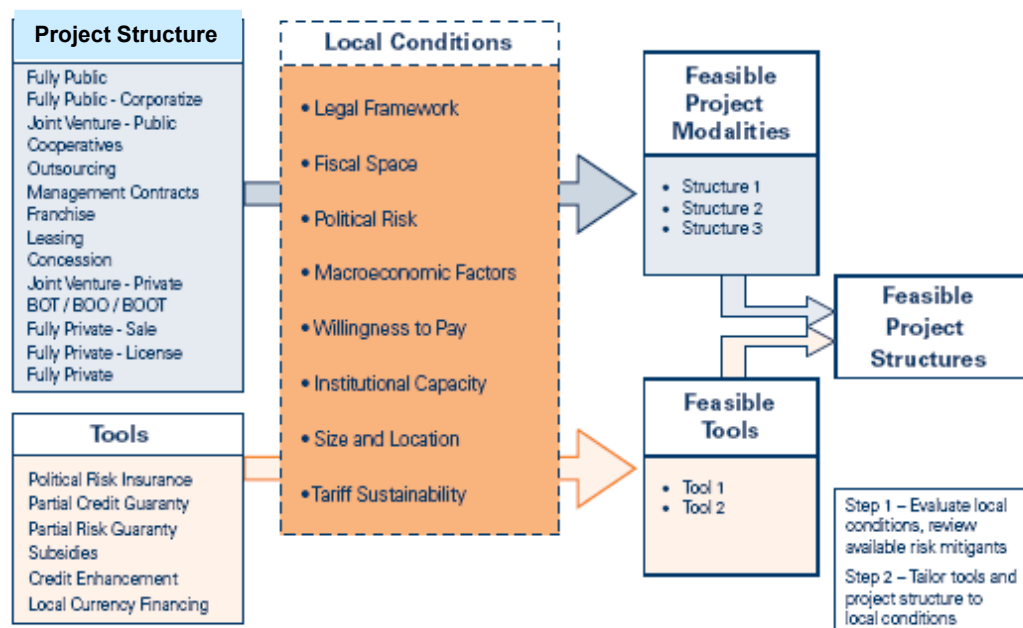 Project Structure
Fully Public
Fully Public - Corporatize
Joint Venture - Public
Cooperatives
Outsourcing
Management Contracts
Franchise
Leasing
Concession
Joint Venture - Private
BOT / BOO / BOOT
Fully Private - Sale
Fully Private - License
Fully Private
Tools
Political Risk Insurance
Partial Credit Guaranty
Partial Risk Guaranty
Subsidies
Credit Enhancement
Local Currency Financing
Local Conditions
• Legal Framework
• Fiscal Space
• Political Risk
• Macroeconomic Factors
• Willingness to Pay
• Institutional Capacity
• Size and Location
• Tariff Sustainability
Feasible
Project
Modalities
• Structure 1
• Structure 2
• Structure 3
Feasible
Tools
• Tool 1
• Tool 2
Feasible
Project
Structures
Step 1 – Evaluate local
conditions, review
available risk mitigants
Step 2 – Tailor tools and
project structure to
local conditions